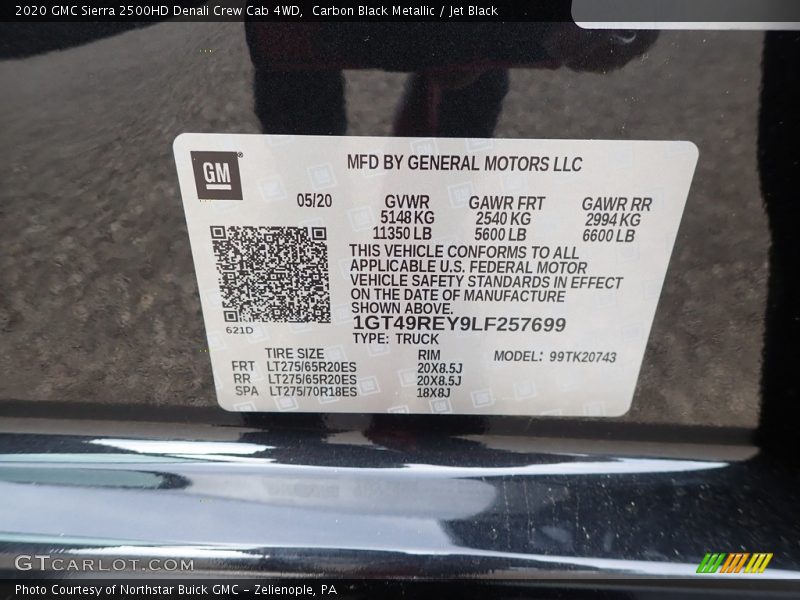 2020 GMC Sierra 2500HD Denali Crew Cab 4WD, Carbon Black Metallic / Jet Black
GM
MFD BY GENERAL MOTORS LLC
05/20 GVWR GAWR FRT GAWR RR
5148 KG 2540 KG 2994 KG
11350 LB 5600 LB 6600 LB
THIS VEHICLE CONFORMS TO ALL
APPLICABLE U.S. FEDERAL MOTOR
VEHICLE SAFETY STANDARDS IN EFFECT
ON THE DATE OF MANUFACTURE
SHOWN ABOVE.
621D
1GT49REY9LF257699
TYPE: TRUCK
MODEL: 99TK20743
TIRE SIZE RIM
FRT LT275/65R20ES 20X8.5J
RR LT275/65R20ES 20X8.5J
SPA LT275/70R18ES 18X8J
GTCARLOT.COM
Photo Courtesy of Northstar Buick GMC - Zelienople, PA